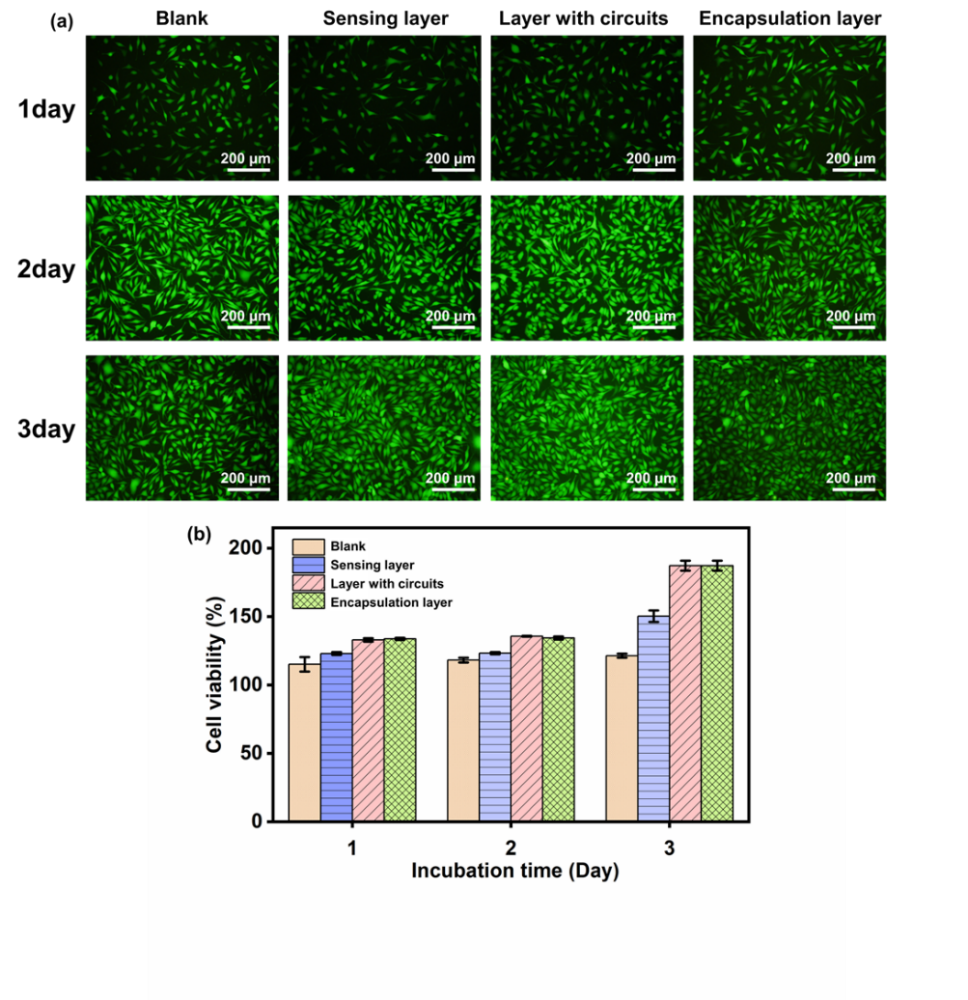 (a)
Blank Sensing layer Layer with circuits Encapsulation layer
1day
200 μm 200 μm 200 μm 200 μm
2day
200 μm 200 μm 200 μm 200 μm
3day
200 μm 200 μm 200 μm 200 μm
(b)
Blank
Sensing layer
Layer with circuits
Encapsulation layer
Cell viability (%)
200
150
100
50
0
1 2 3
Incubation time (Day)